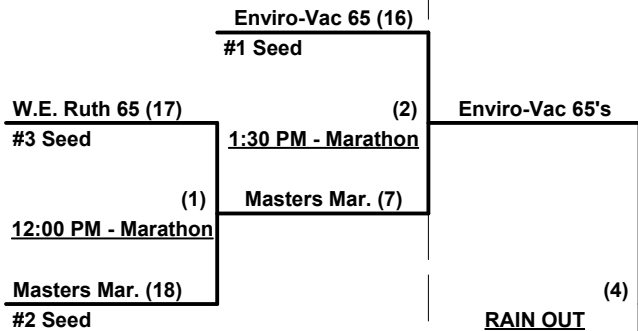 Enviro-Vac 65 (16)
#1 Seed
W.E. Ruth 65 (17)
(2)
Enviro-Vac 65's
#3 Seed
1:30 PM - Marathon
(1)
Masters Mar. (7)
12:00 PM - Marathon
Masters Mar. (18)
(4)
#2 Seed
RAIN OUT